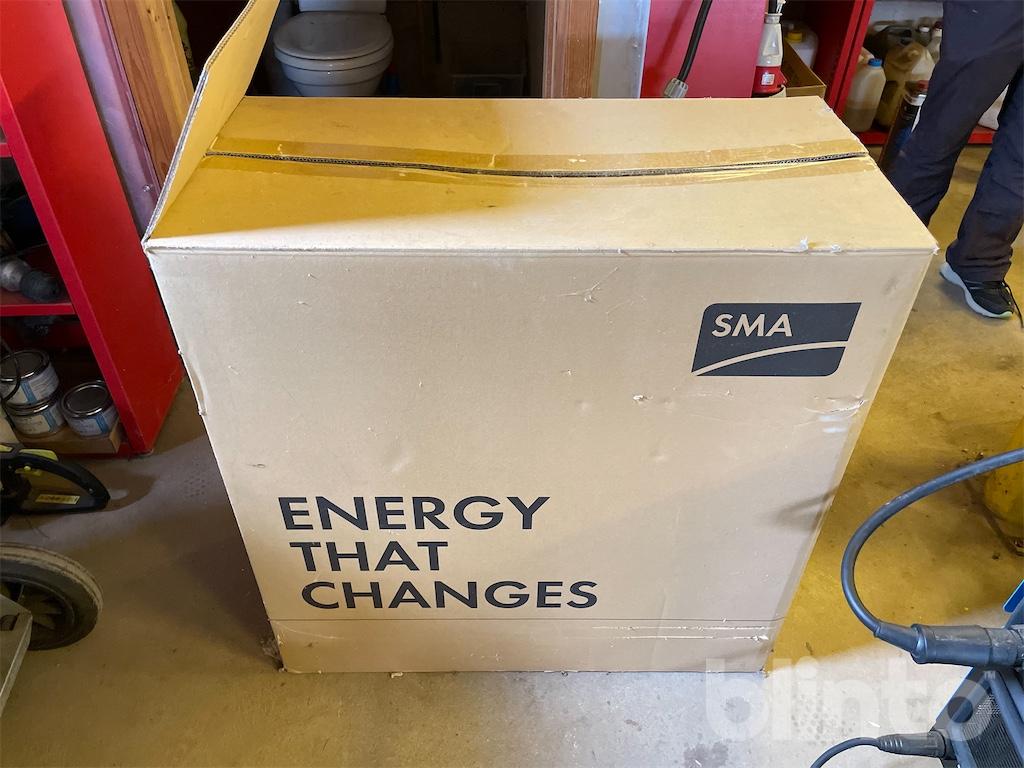 SMA
ENERGY
THAT
CHANGES
blinto